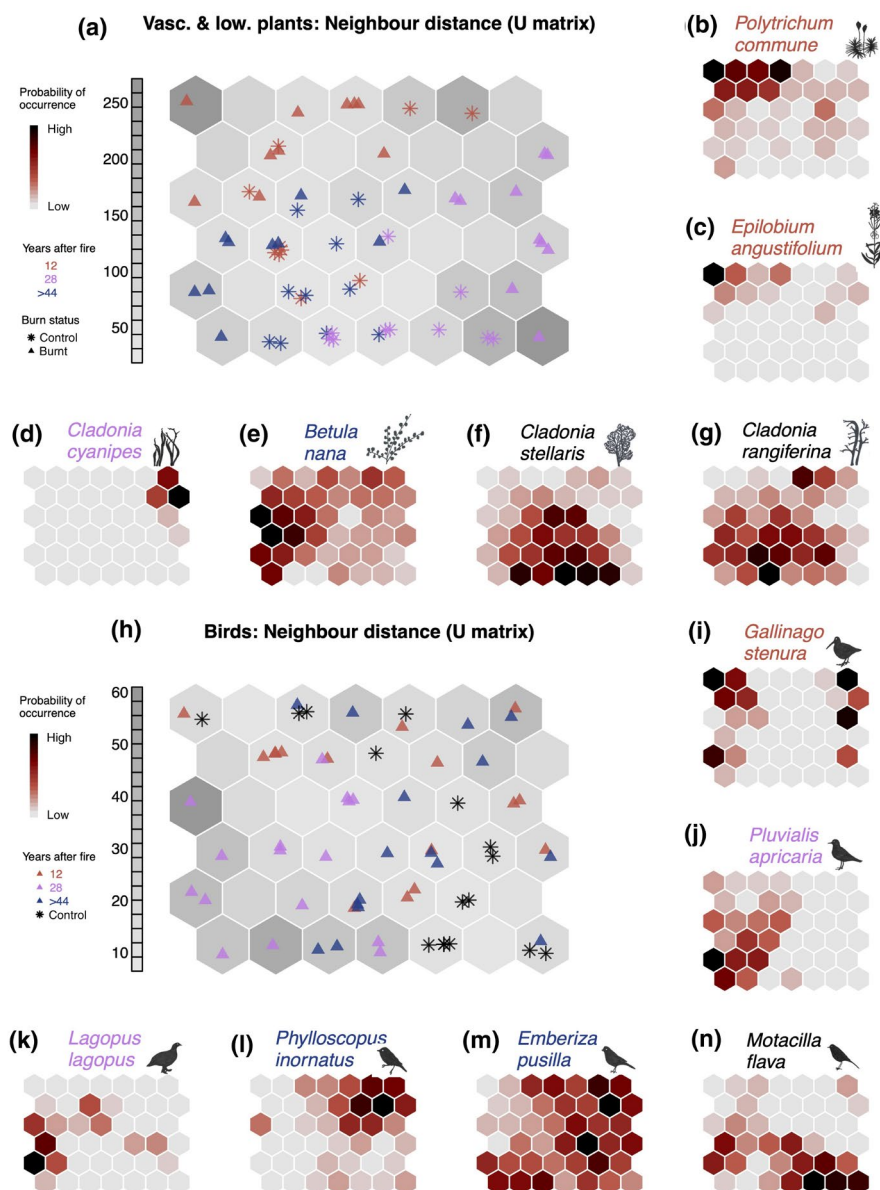 (a)
Vasc. & low. plants: Neighbour distance (U matrix)
Probability of
occurrence
High
Low
Years after fire
12
28
>44
Burn status
Control
Burnt
250
200
150
100
50
(b)
Polytrichum
commune
(c)
Epilobium
angustifolium
(d)
Cladonia
cyanipes
(e)
Betula
nana
(f)
Cladonia
stellaris
(g)
Cladonia
rangiferina
(h)
Birds: Neighbour distance (U matrix)
Probability of
occurrence
High
Low
Years after fire
12
28
>44
Control
60
50
40
30
20
10
(i)
Gallinago
stenura
(j)
Pluvialis
apricaria
(k)
Lagopus
lagopus
(l)
Phylloscopus
inornatus
(m)
Emberiza
pusilla
(n)
Motacilla
flava